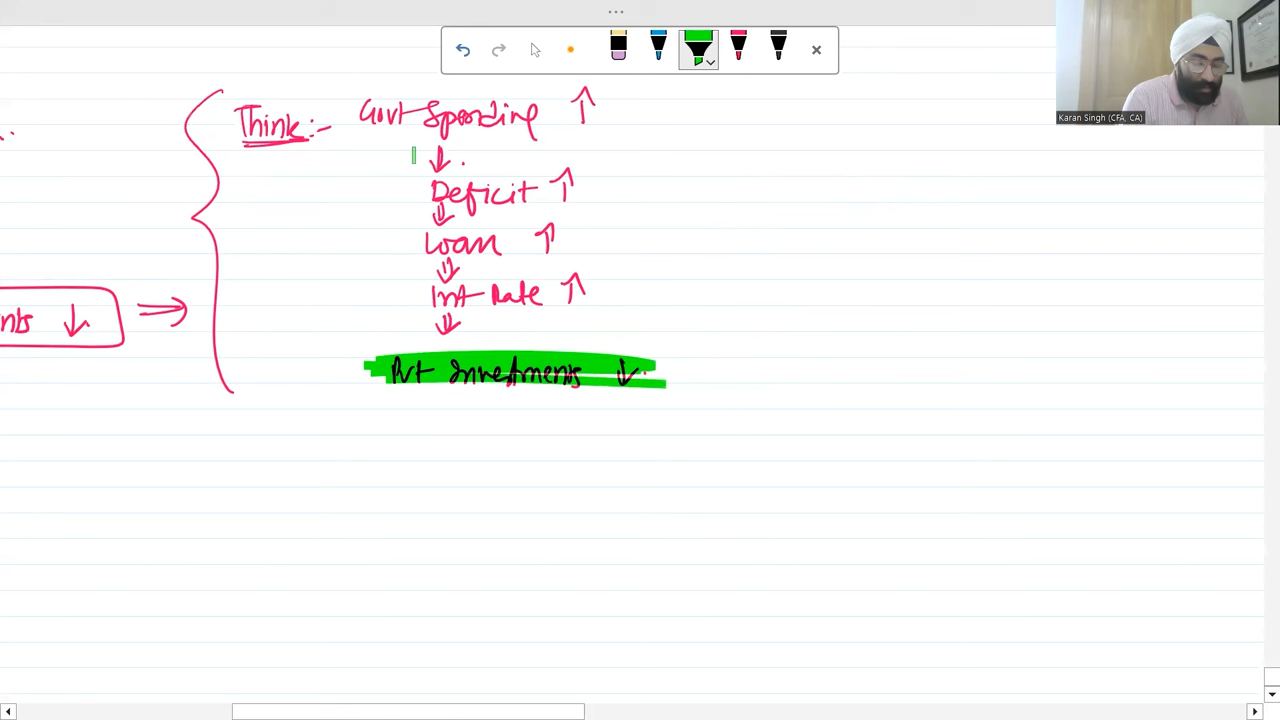 Karan Singh (CFA, CA)
Think:- Govt Spending ↑
↓
Deficit ↑
⇓
Loan ↑
⇓
Int Rate ↑
⇓
nts ↓ ⇒
Pvt Investments ↓